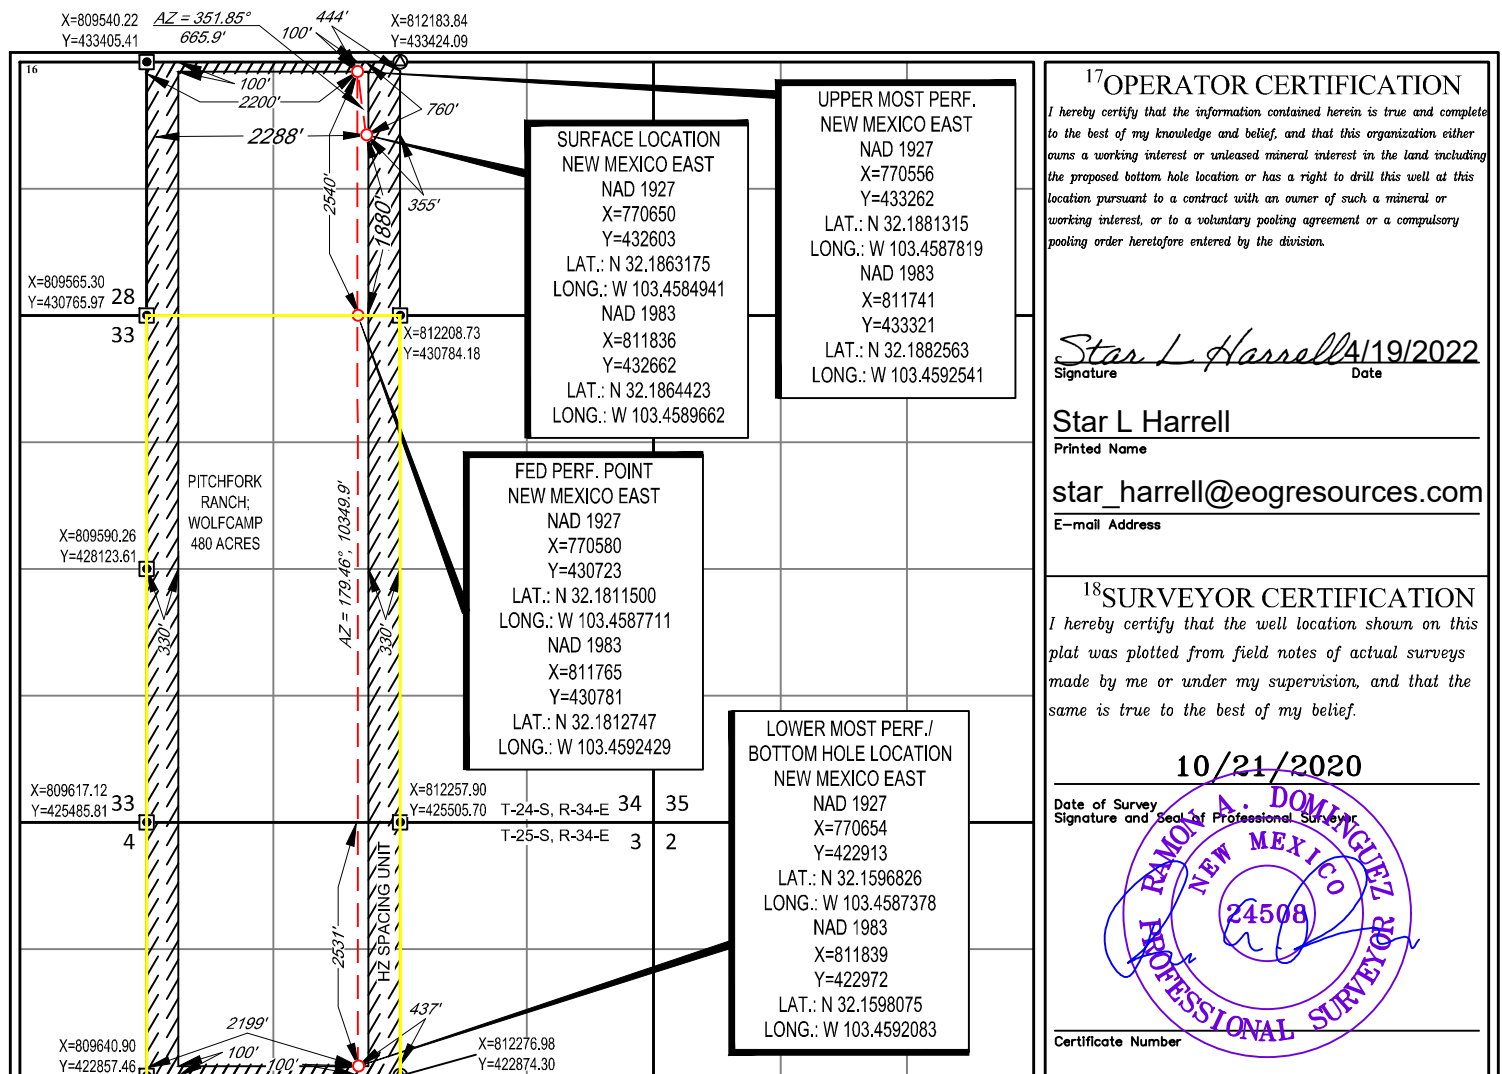 X=809540.22
Y=433405.41
AZ = 351.85°
665.9'
444'
100'
X=812183.84
Y=433424.09
16
100'
2200'
760'
2288'
2540'
1880'
355'
SURFACE LOCATION
NEW MEXICO EAST
NAD 1927
X=770650
Y=432603
LAT.: N 32.1863175
LONG.: W 103.4584941
NAD 1983
X=811836
Y=432662
LAT.: N 32.1864423
LONG.: W 103.4589662
UPPER MOST PERF.
NEW MEXICO EAST
NAD 1927
X=770556
Y=433262
LAT.: N 32.1881315
LONG.: W 103.4587819
NAD 1983
X=811741
Y=433321
LAT.: N 32.1882563
LONG.: W 103.4592541
X=809565.30
Y=430765.97
28
33
X=812208.73
Y=430784.18
PITCHFORK
RANCH;
WOLFCAMP
480 ACRES
AZ = 179.46°, 10349.9'
X=809590.26
Y=428123.61
330'
330'
FED PERF. POINT
NEW MEXICO EAST
NAD 1927
X=770580
Y=430723
LAT.: N 32.1811500
LONG.: W 103.4587711
NAD 1983
X=811765
Y=430781
LAT.: N 32.1812747
LONG.: W 103.4592429
X=809617.12
Y=425485.81
33
4
X=812257.90
Y=425505.70
T-24-S, R-34-E
T-25-S, R-34-E
34
35
3
2
2531'
HZ SPACING UNIT
LOWER MOST PERF./
BOTTOM HOLE LOCATION
NEW MEXICO EAST
NAD 1927
X=770654
Y=422913
LAT.: N 32.1596826
LONG.: W 103.4587378
NAD 1983
X=811839
Y=422972
LAT.: N 32.1598075
LONG.: W 103.4592083
437'
2199'
100'
100'
X=809640.90
Y=422857.46
X=812276.98
Y=422874.30
17OPERATOR CERTIFICATION
I hereby certify that the information contained herein is true and complete
to the best of my knowledge and belief, and that this organization either
owns a working interest or unleased mineral interest in the land including
the proposed bottom hole location or has a right to drill this well at this
location pursuant to a contract with an owner of such a mineral or
working interest, or to a voluntary pooling agreement or a compulsory
pooling order heretofore entered by the division.
Star L Harrell 4/19/2022
Signature Date
Star L Harrell
Printed Name
star_harrell@eogresources.com
E-mail Address
18SURVEYOR CERTIFICATION
I hereby certify that the well location shown on this
plat was plotted from field notes of actual surveys
made by me or under my supervision, and that the
same is true to the best of my belief.
10/21/2020
Date of Survey
Signature and Seal of Professional Surveyor
RAMON A. DOMINGUEZ
NEW MEXICO
24508
PROFESSIONAL SURVEYOR
Certificate Number